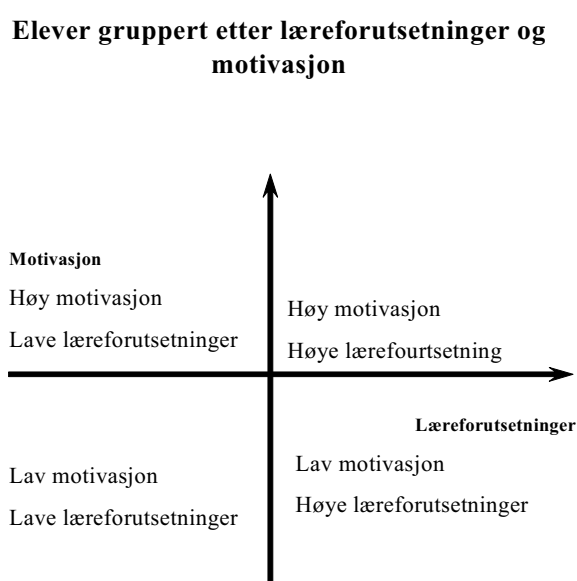 Elever gruppert etter læreforutsetninger og
motivasjon
Motivasjon
Høy motivasjon
Lave læreforutsetninger
Høy motivasjon
Høye lærefourtsetning
Læreforutsetninger
Lav motivasjon
Lave læreforutsetninger
Lav motivasjon
Høye læreforutsetninger